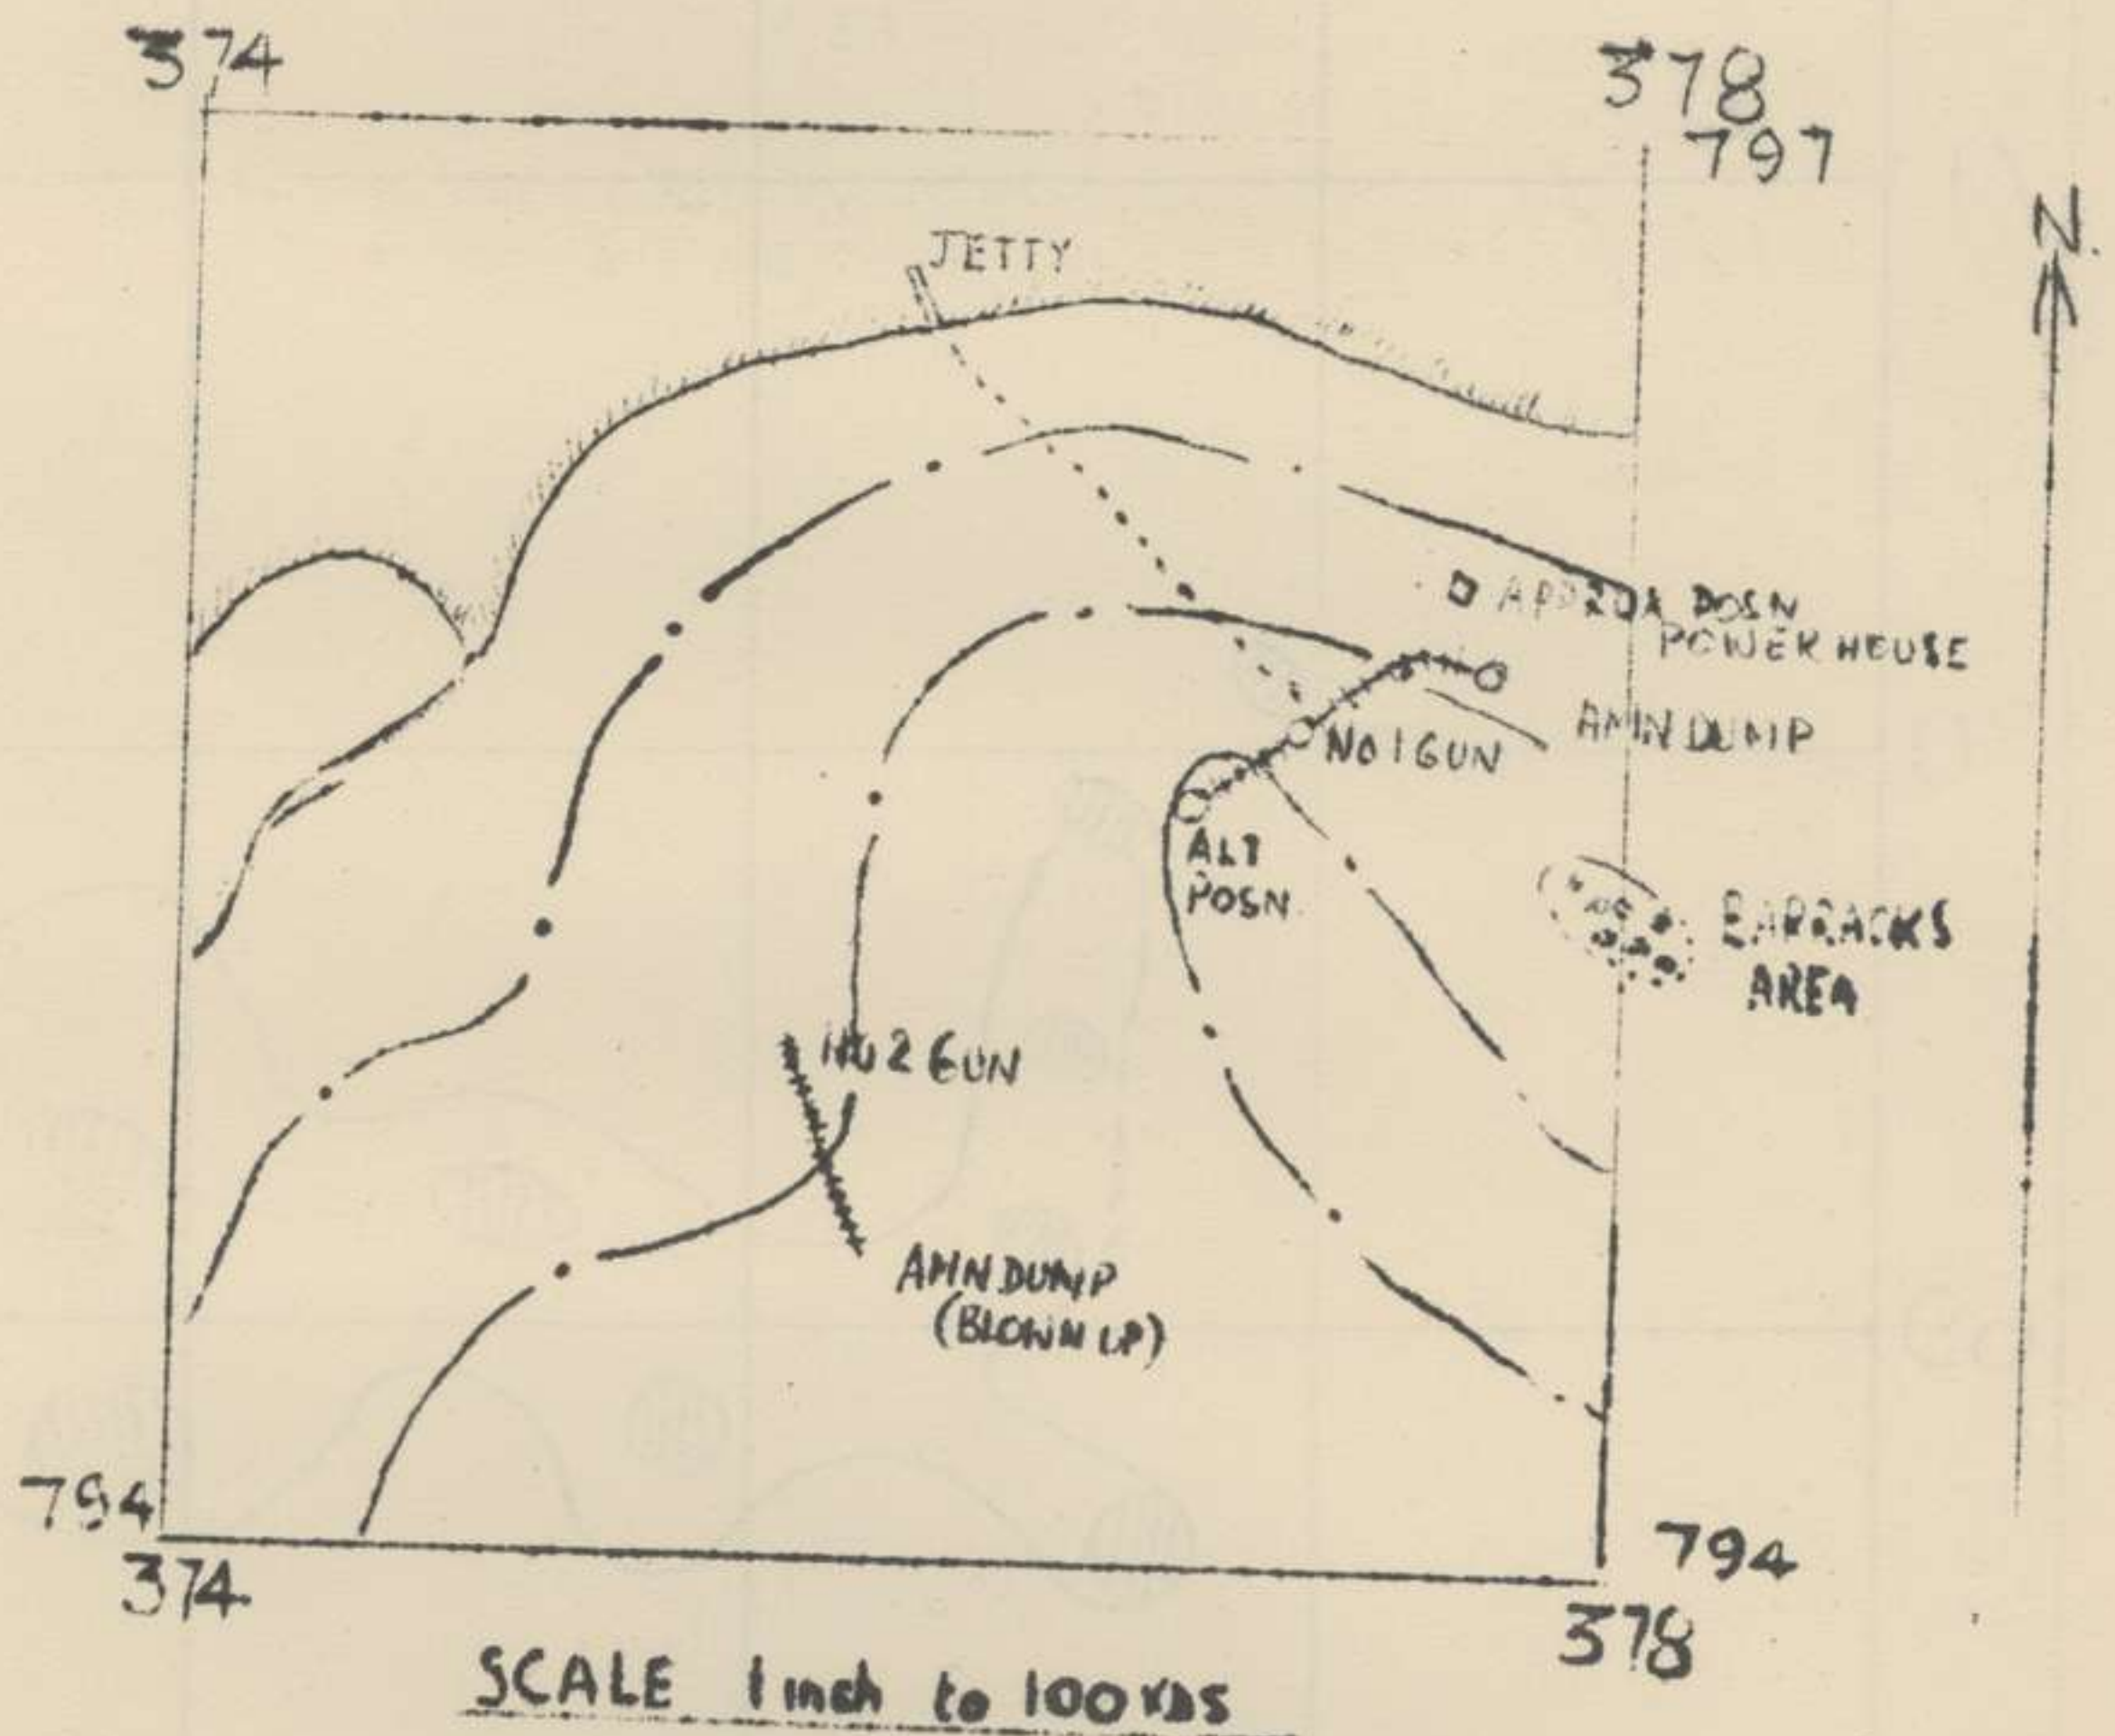 374
378
797
N.
JETTY
APPROX POSN
POWER HOUSE
AMN DUMP
NO 1 GUN
ALT
POSN
BARRACKS
AREA
NO 2 GUN
AMN DUMP
(BLOWN UP)
794
374
794
378
SCALE 1 inch to 100 YDS